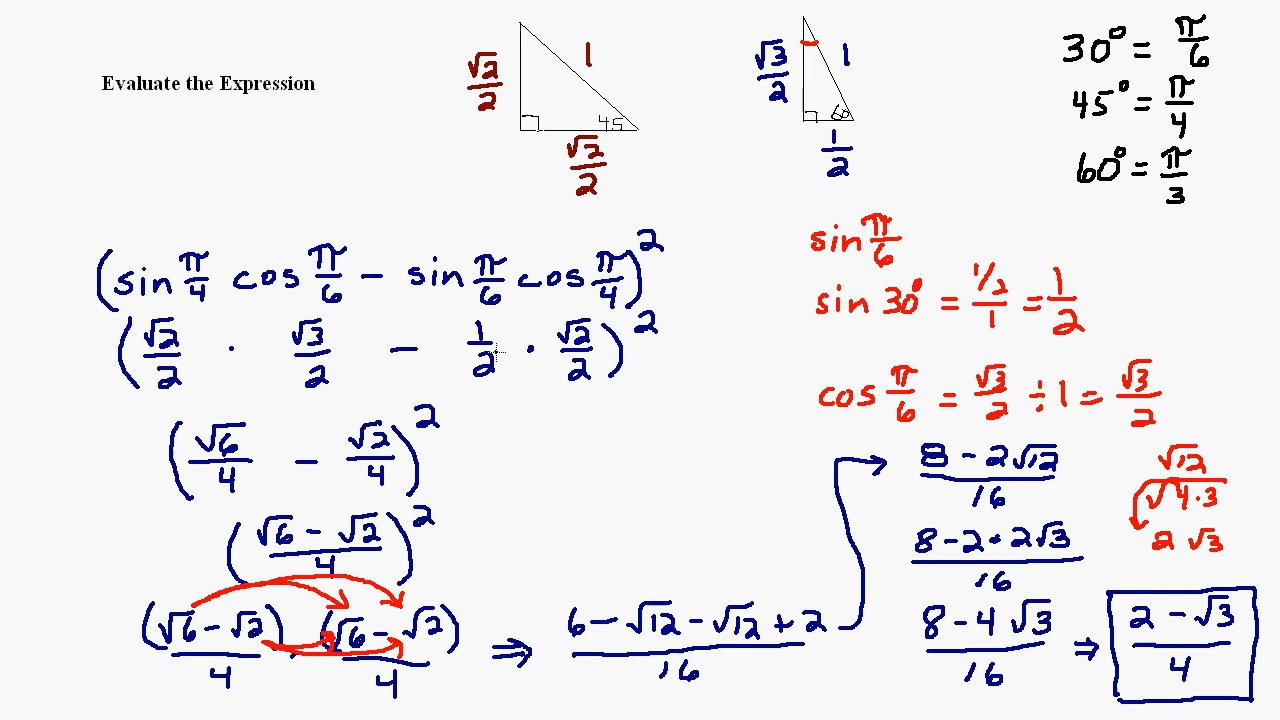 Evaluate the Expression
√2/2
1
45
√2/2
√3/2
1
60
1/2
30° = π/6
45° = π/4
60° = π/3
(sin π/4 cos π/6 − sin π/6 cos π/4)²
(√2/2 · √3/2 − 1/2 · √2/2)²
(√6/4 − √2/4)²
((√6 − √2)/4)²
(√6 − √2)/4 (√6 − √2)/4 ⇒ (6 − √12 − √12 + 2)/16
sin π/6
sin 30° = (1/2)/1 = 1/2
cos π/6 = √3/2 ÷ 1 = √3/2
(8 − 2√12)/16
√12
√4·3
2 √3
(8 − 2 · 2√3)/16
(8 − 4√3)/16 ⇒ (2 − √3)/4